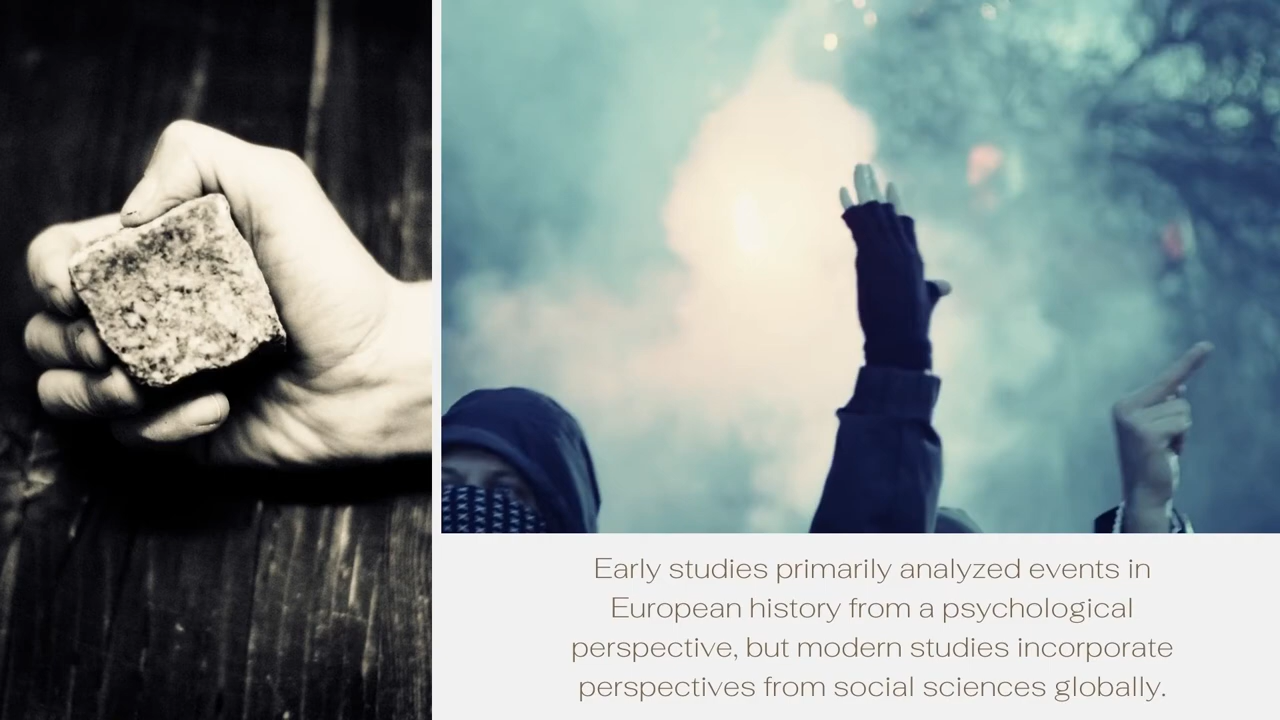 Early studies primarily analyzed events in
European history from a psychological
perspective, but modern studies incorporate
perspectives from social sciences globally.